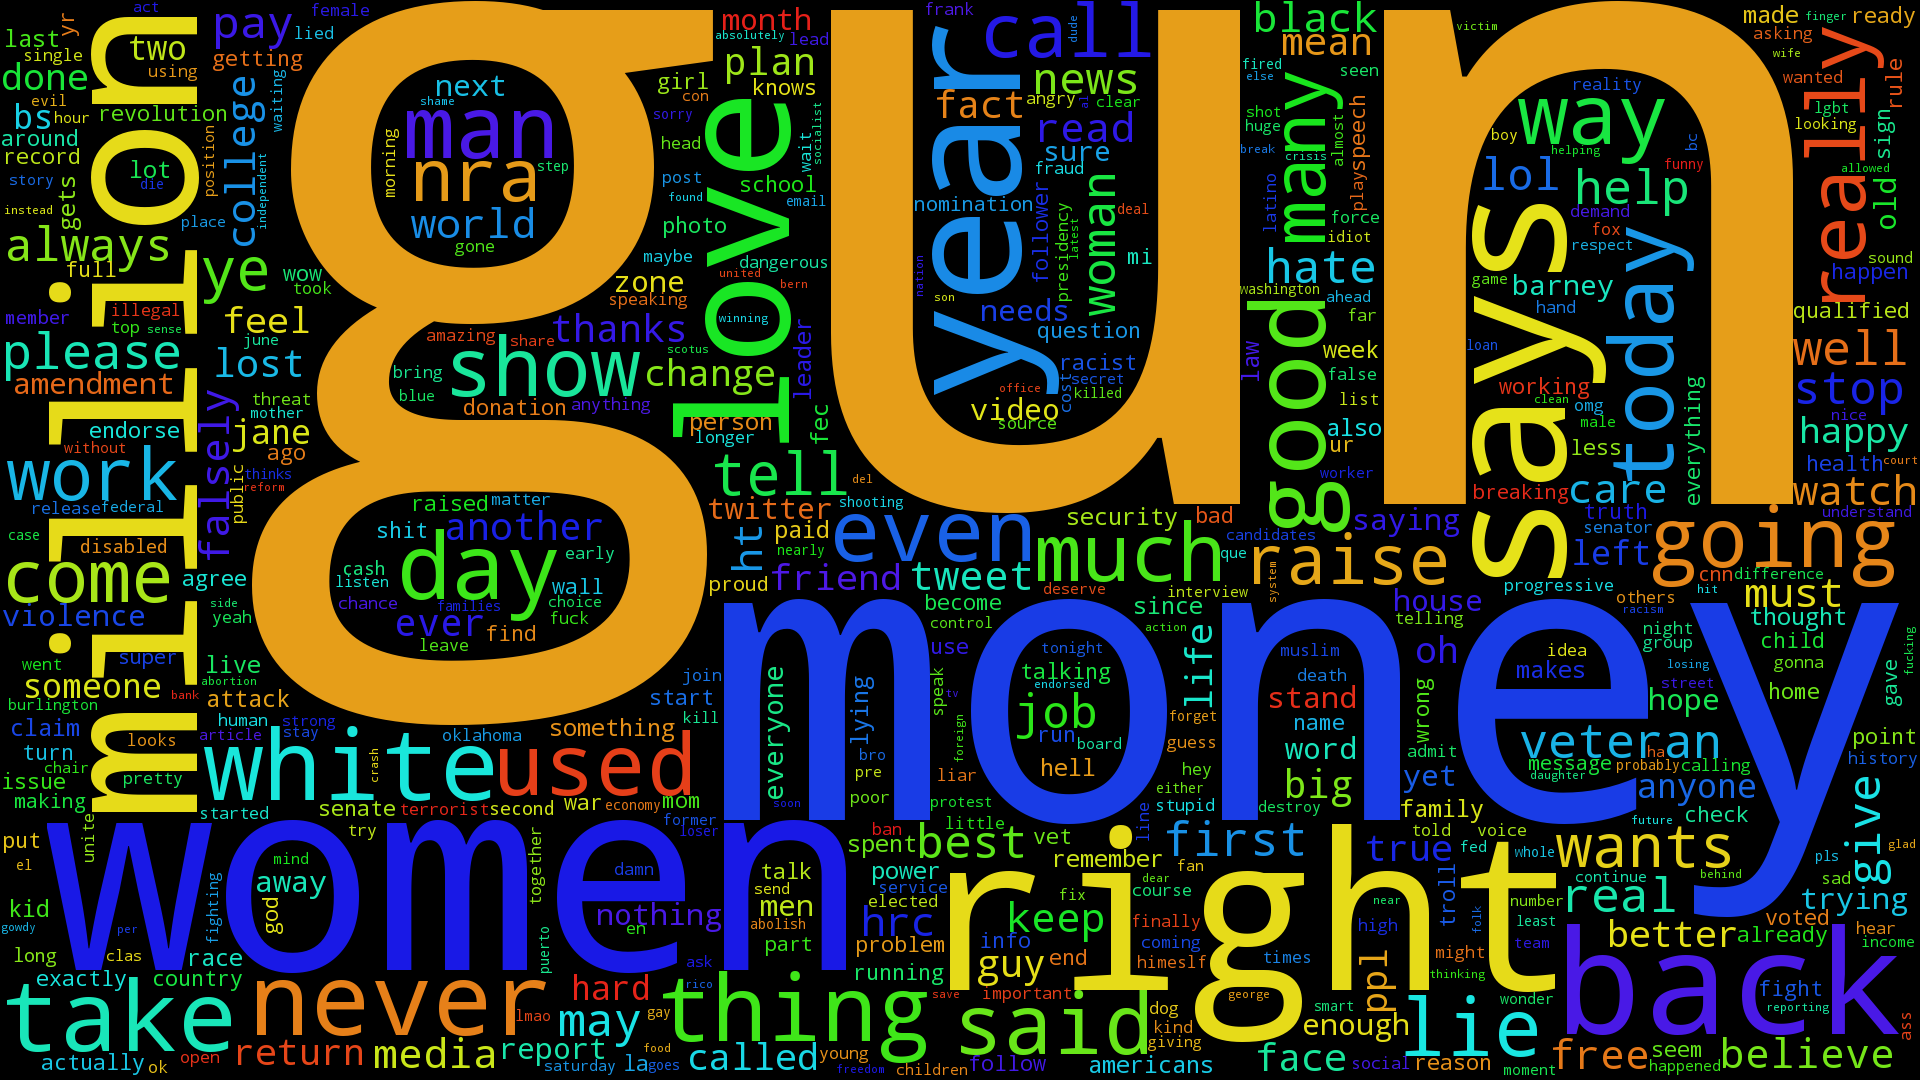 gun
money
women
million
right
year
love
says
back
thing
never
take
white
used
day
show
man
nra
world
next
shame
step
morning
gone
call
news
fact
angry
clear
read
sure
fraud
follower
nomination
woman
needs
question
racist
secret
killed
cost
office
video
source
presidency
latest
deal
mi
son
nation
al
dude
frank
black
mean
many
good
hate
way
lol
help
today
really
reality
boy
helping
funny
bc
demand
fox
respect
game
barney
hand
loan
working
clean
omg
male
less
breaking
care
everything
made
ready
asking
finger
wife
victim
wanted
rule
lgbt
looking
sign
allowed
old
sound
happen
qualified
well
stop
nice
happy
health
court
watch
understand
going
cnn
difference
hit
must
others
racism
thought
night
group
child
losing
gonna
street
home
hope
gave
fucking
fired
else
seen
shot
huge
speech
play
almost
break
crisis
latino
force
idiot
washington
ahead
far
law
week
false
list
also
ur
worker
saying
truth
senator
left
progressive
month
absolutely
lead
plan
knows
girl
con
sorry
head
wait
socialist
school
post
found
email
photo
maybe
dangerous
zone
speaking
united
bern
winning
thanks
scotus
leader
change
amazing
share
bring
blue
donation
anything
person
longer
fec
tell
del
twitter
shooting
ht
paid
nearly
proud
friend
even
security
bad
much
tweet
deserve
interview
que
candidates
raise
system
house
telling
become
control
since
action
use
tonight
talking
endorsed
job
run
board
hell
speak
tv
foreign
life
forget
guess
hey
either
stupid
muslim
death
stand
name
word
big
destroy
oh
wrong
admit
yet
family
makes
idea
veteran
ha
message
probably
calling
daughter
anyone
future
check
point
history
give
last
yr
single
done
evil
hour
bs
around
record
story
instead
gets
always
full
member
illegal
top
sense
please
amendment
endorse
without
work
release
federal
case
disabled
come
violence
side
yeah
agree
went
super
live
someone
abortion
bank
burlington
attack
claim
human
strong
stay
article
turn
looks
chair
pretty
issue
making
started
act
two
using
pay
female
lied
getting
revolution
college
waiting
lot
die
position
place
independent
ye
wow
took
feel
june
lost
threat
mother
jane
ago
falsely
public
thinks
reform
raised
matter
shit
another
early
cash
listen
wall
chance
families
choice
fuck
ever
find
leave
join
start
kill
something
oklahoma
crash
everyone
lying
bro
pre
poor
liar
protest
soon
senate
terrorist
second
war
economy
mom
former
loser
try
unite
put
el
kid
gowdy
long
clas
per
fighting
race
exactly
country
mind
away
god
together
damn
nothing
en
puerto
ask
rico
talk
send
men
abolish
part
ban
little
line
spent
best
vet
power
service
elected
hrc
problem
running
save
remember
dear
fan
fix
course
keep
info
guy
end
finally
coming
himeslf
important
first
true
told
voice
fed
whole
troll
near
folk
high
ppl
times
might
thinking
number
least
team
george
smart
wonder
wants
continue
behind
real
pls
sad
glad
trying
voted
hear
better
already
income
fight
reporting
ass
actually
ok
open
return
lmao
hard
gay
may
media
report
saturday
food
la
goes
called
young
freedom
children
follow
said
dog
kind
giving
americans
face
enough
social
reason
lie
moment
free
seem
happened
believe